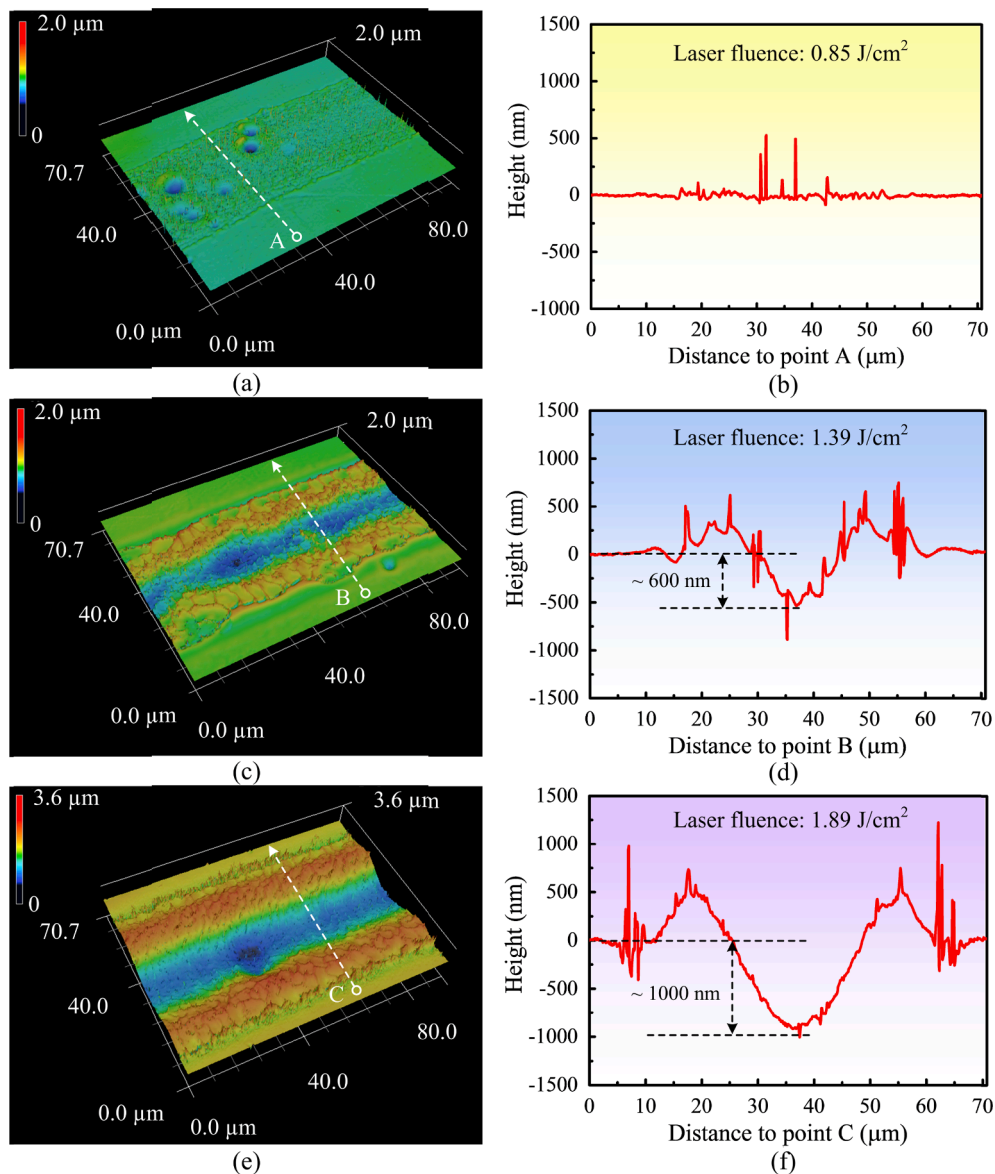 2.0 µm
0
2.0 µm
70.7
40.0
0.0 µm
0.0 µm
40.0
80.0
A
(a)
Laser fluence: 0.85 J/cm²
Height (nm)
1500
1000
500
0
-500
-1000
0 10 20 30 40 50 60 70
Distance to point A (µm)
(b)
2.0 µm
0
2.0 µm
70.7
40.0
0.0 µm
0.0 µm
40.0
80.0
B
(c)
Laser fluence: 1.39 J/cm²
Height (nm)
1500
1000
500
0
-500
-1000
-1500
~ 600 nm
0 10 20 30 40 50 60 70
Distance to point B (µm)
(d)
3.6 µm
0
3.6 µm
70.7
40.0
0.0 µm
0.0 µm
40.0
80.0
C
(e)
Laser fluence: 1.89 J/cm²
Height (nm)
1500
1000
500
0
-500
-1000
-1500
~ 1000 nm
0 10 20 30 40 50 60 70
Distance to point C (µm)
(f)